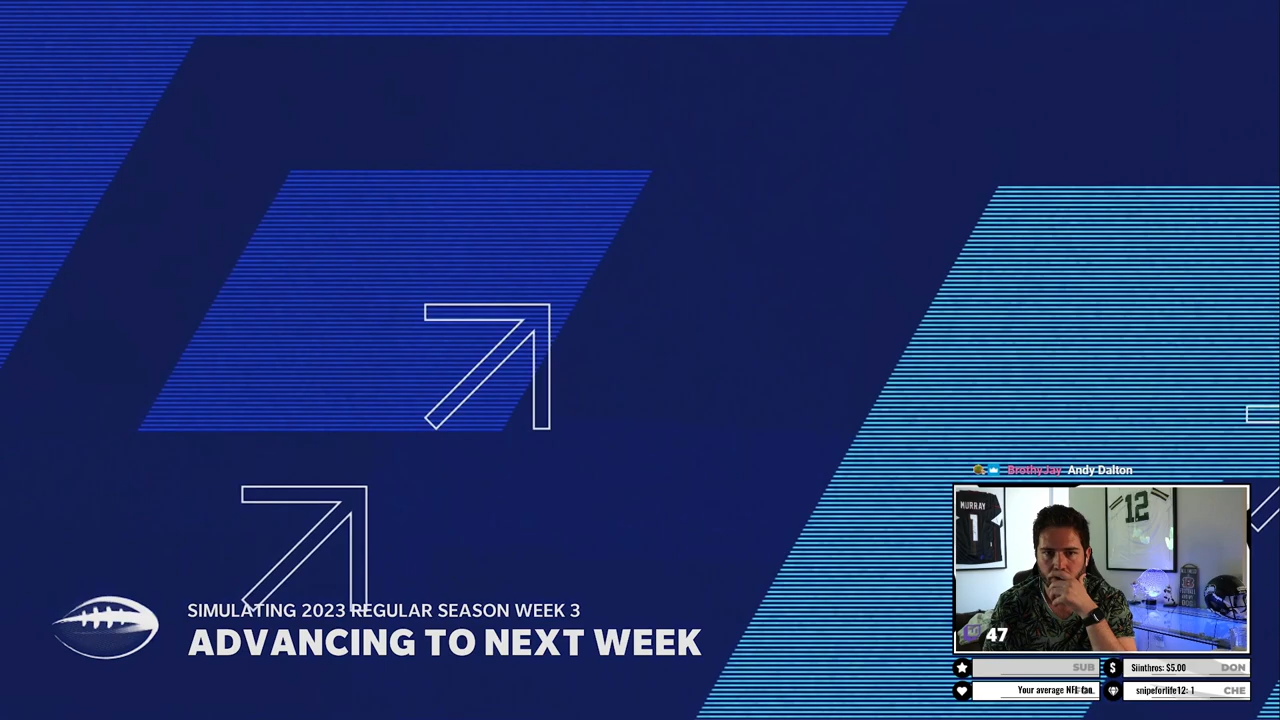 BrothyJay Andy Dalton
MURRAY
1
12
47
SIMULATING 2023 REGULAR SEASON WEEK 3
ADVANCING TO NEXT WEEK
SUB
$ Siinthros: $5.00 DON
Your average NFL fan
snipeforlife12: 1 CHE